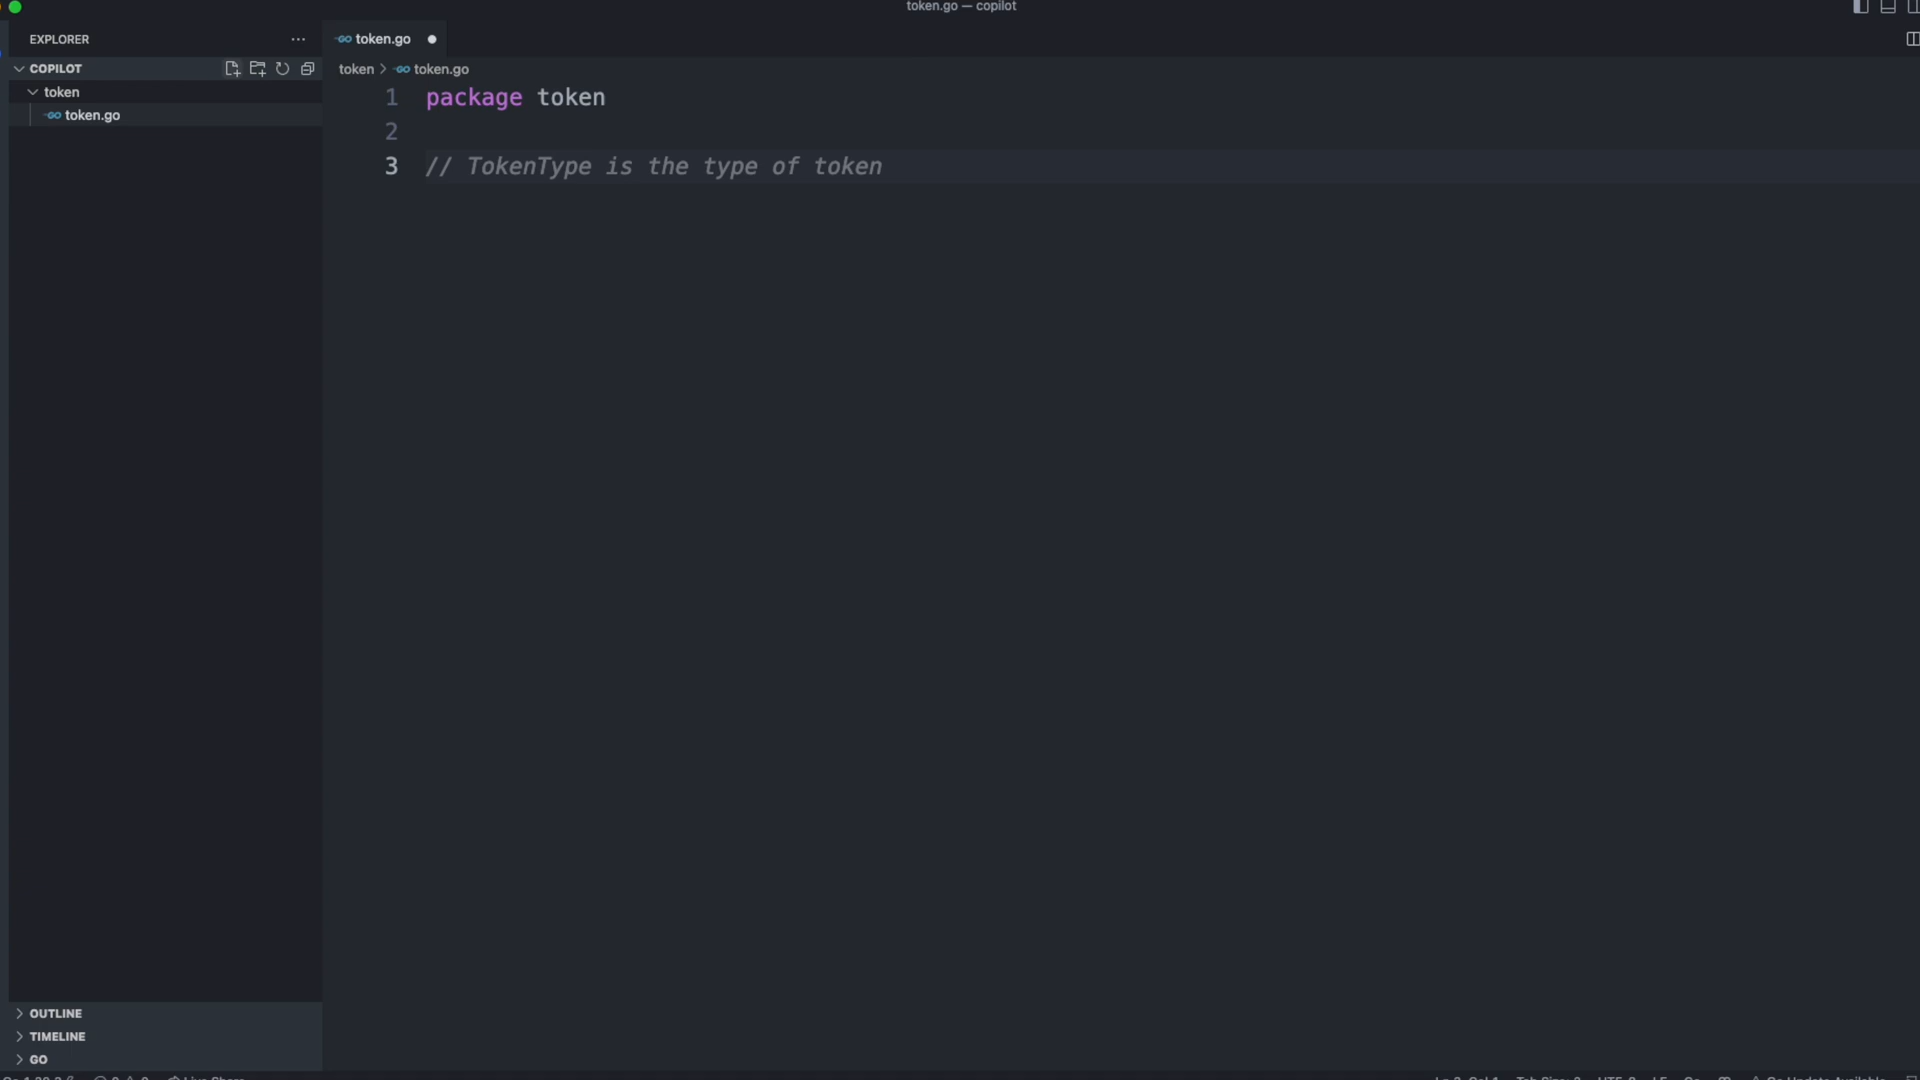 token.go — copilot
EXPLORER
token.go
COPILOT
token > token.go
token
token.go
1 package token
2
3 // TokenType is the type of token
OUTLINE
TIMELINE
GO